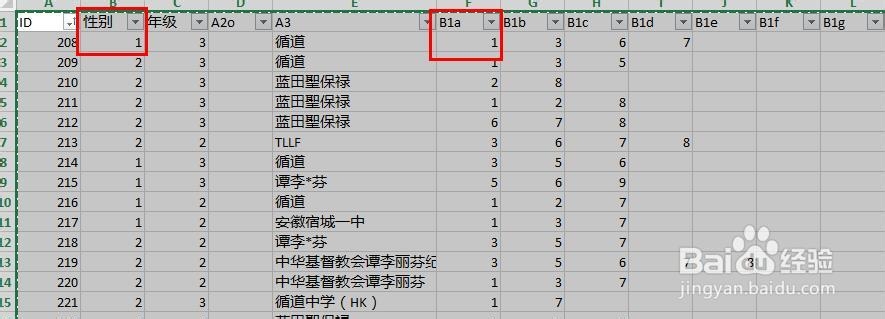 A B C D E F G H I J K L
1 ID 性别 年级 A2o A3 B1a B1b B1c B1d B1e B1f B1g
2 208 1 3 循道 1 3 6 7
3 209 2 3 循道 1 3 5
4 210 2 3 蓝田聖保禄 2 8
5 211 2 3 蓝田聖保禄 1 2 8
6 212 2 3 蓝田聖保禄 6 7 8
7 213 2 2 TLLF 3 6 7 8
8 214 1 3 循道 3 5 6
9 215 1 3 谭李*芬 5 6 9
10 216 1 2 循道 1 2 7
11 217 1 2 安徽宿城一中 1 3 7
12 218 2 2 谭李*芬 3 5 7
13 219 2 2 中华基督教会谭李丽芬纪 3 5 6
14 220 2 2 中华基督教会谭李丽芬 1 3 7
15 221 2 3 循道中学（HK） 1 7
Baidu 经验
jingyan.baidu.com